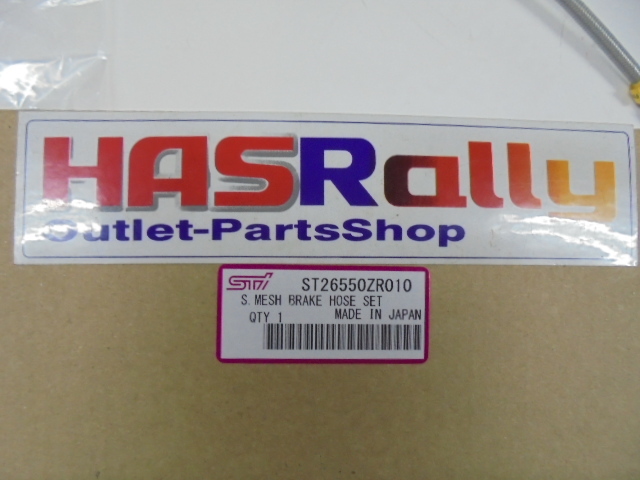 HASRally
Outlet-PartsShop
STi ST26550ZR010
S.MESH BRAKE HOSE SET
QTY 1 MADE IN JAPAN